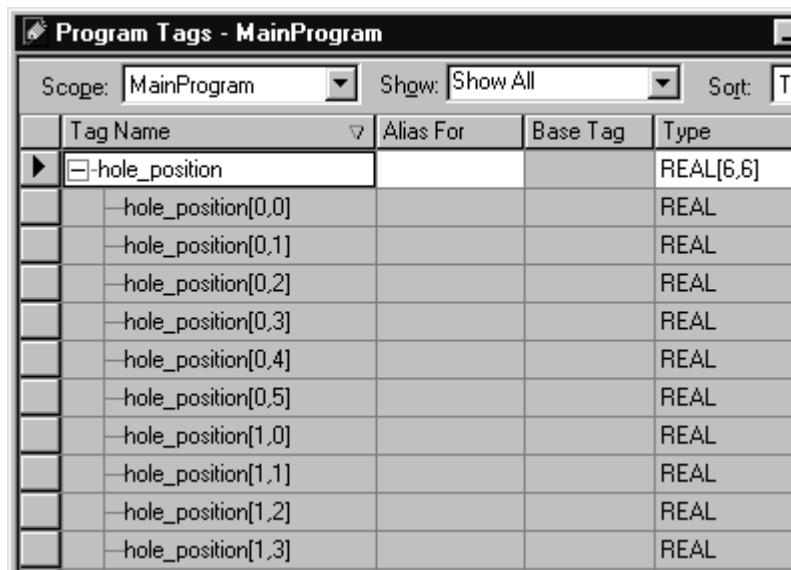 Program Tags - MainProgram
Scope: MainProgram Show: Show All Sort: T
Tag Name Alias For Base Tag Type
hole_position REAL[6,6]
hole_position[0,0] REAL
hole_position[0,1] REAL
hole_position[0,2] REAL
hole_position[0,3] REAL
hole_position[0,4] REAL
hole_position[0,5] REAL
hole_position[1,0] REAL
hole_position[1,1] REAL
hole_position[1,2] REAL
hole_position[1,3] REAL